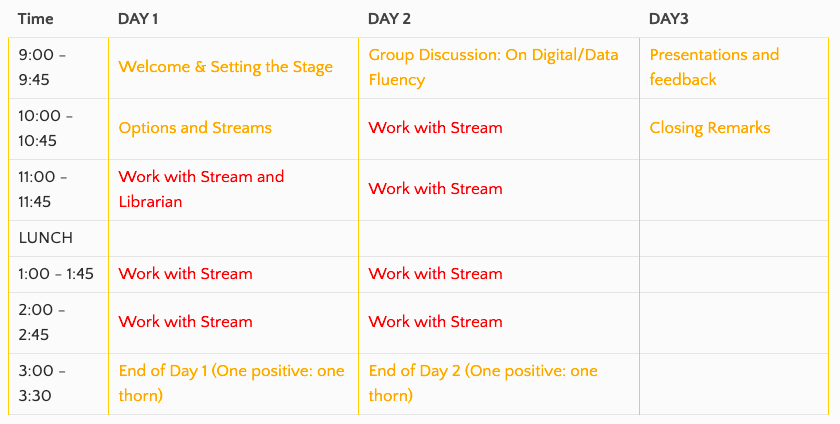 Time DAY 1 DAY 2 DAY3
9:00 – 9:45 Welcome & Setting the Stage Group Discussion: On Digital/Data Fluency Presentations and feedback
10:00 – 10:45 Options and Streams Work with Stream Closing Remarks
11:00 – 11:45 Work with Stream and Librarian Work with Stream
LUNCH
1:00 – 1:45 Work with Stream Work with Stream
2:00 – 2:45 Work with Stream Work with Stream
3:00 – 3:30 End of Day 1 (One positive: one thorn) End of Day 2 (One positive: one thorn)